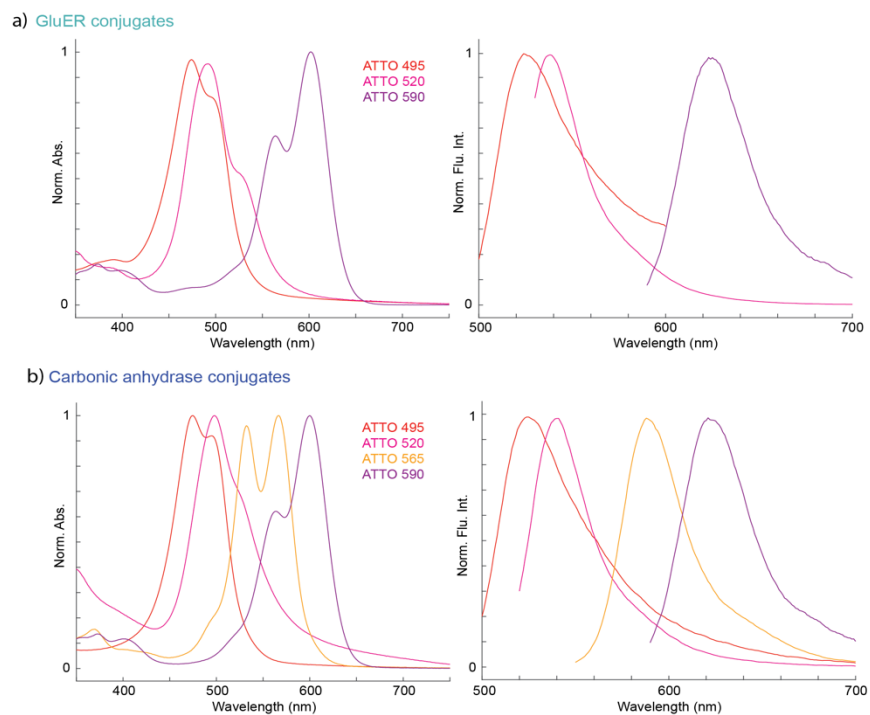 a) GluER conjugates
1
Norm. Abs.
0
ATTO 495
ATTO 520
ATTO 590
400 500 600 700
Wavelength (nm)
1
Norm. Flu. Int.
0
500 600 700
Wavelength (nm)
b) Carbonic anhydrase conjugates
1
Norm. Abs.
0
ATTO 495
ATTO 520
ATTO 565
ATTO 590
400 500 600 700
Wavelength (nm)
1
Norm. Flu. Int.
0
500 600 700
Wavelength (nm)